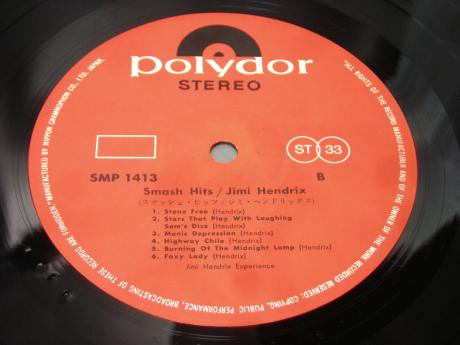 polydor
STEREO
ST 33
SMP 1413 B
Smash Hits / Jimi Hendrix
(スマッシュ・ヒッツ/ジミ・ヘンドリックス)
1. Stone Free (Hendrix)
2. Stars That Play With Laughing
Sam's Dice (Hendrix)
3. Manic Depression (Hendrix)
4. Highway Chile (Hendrix)
5. Burning Of The Midnight Lamp (Hendrix)
6. Foxy Lady (Hendrix)
Jimi Hendrix Experience
MANUFACTURED BY NIPPON GRAMMOPHON CO., LTD. JAPAN. "ALL RIGHTS OF THE RECORD MANUFACTURER AND OF THE OWNER OF THE WORK RECORDED RESERVED. COPYING, PUBLIC PERFORMANCE, BROADCASTING OF THESE RECORDS ARE FORBIDDEN"